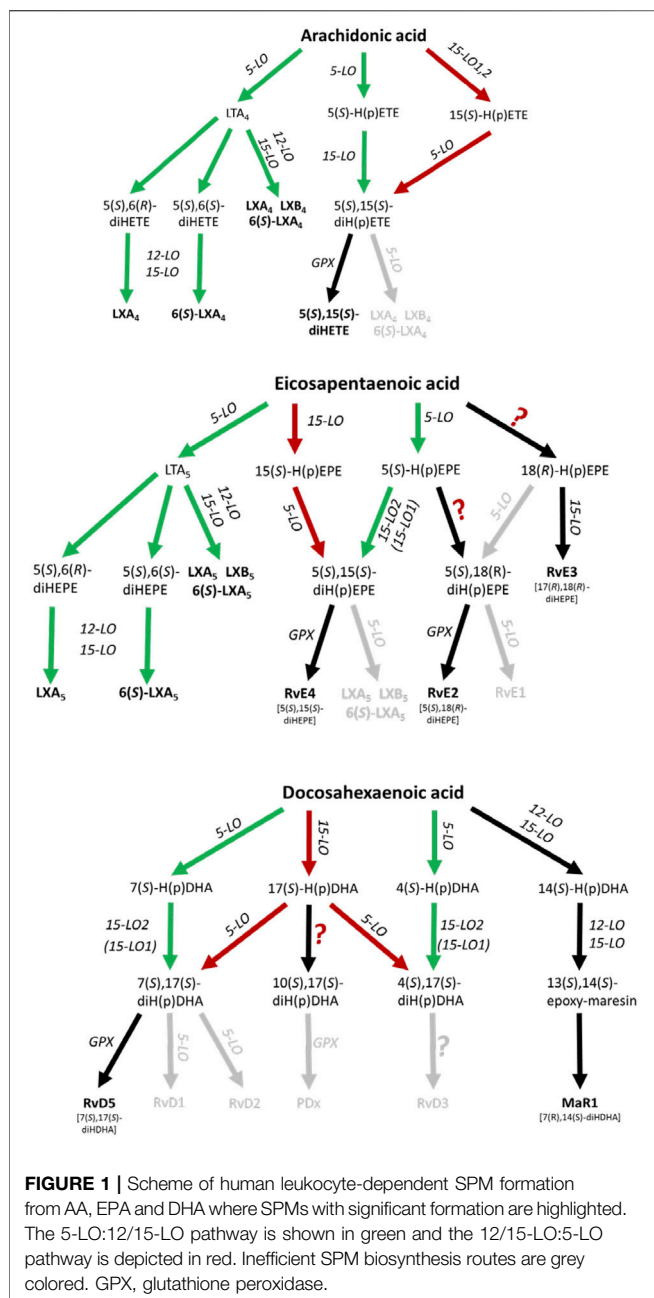 Arachidonic acid
5-LO
5-LO
15-LO1,2
LTA4
5(S)-H(p)ETE
15(S)-H(p)ETE
12-LO
15-LO
15-LO
5-LO
5(S),6(R)-
diHETE
5(S),6(S)-
diHETE
LXA4 LXB4
6(S)-LXA4
5(S),15(S)-
diH(p)ETE
12-LO
15-LO
GPX
5-LO
LXA4
6(S)-LXA4
5(S),15(S)-
diHETE
LXA4 LXB4
6(S)-LXA4
Eicosapentaenoic acid
5-LO
15-LO
5-LO
?
LTA5
15(S)-H(p)EPE
5(S)-H(p)EPE
18(R)-H(p)EPE
12-LO
15-LO
5-LO
15-LO2
(15-LO1)
?
5-LO
15-LO
5(S),6(R)-
diHEPE
5(S),6(S)-
diHEPE
LXA5 LXB5
6(S)-LXA5
5(S),15(S)-
diH(p)EPE
5(S),18(R)-
diH(p)EPE
RvE3
[17(R),18(R)-
diHEPE]
12-LO
15-LO
GPX
5-LO
GPX
5-LO
LXA5
6(S)-LXA5
RvE4
[5(S),15(S)-
diHEPE]
LXA5 LXB5
6(S)-LXA5
RvE2
[5(S),18(R)-
diHEPE]
RvE1
Docosahexaenoic acid
5-LO
15-LO
5-LO
12-LO
15-LO
7(S)-H(p)DHA
17(S)-H(p)DHA
4(S)-H(p)DHA
14(S)-H(p)DHA
15-LO2
(15-LO1)
5-LO
?
5-LO
15-LO2
(15-LO1)
12-LO
15-LO
7(S),17(S)-
diH(p)DHA
10(S),17(S)-
diH(p)DHA
4(S),17(S)-
diH(p)DHA
13(S),14(S)-
epoxy-maresin
GPX
5-LO
5-LO
GPX
?
RvD5
[7(S),17(S)-
diHDHA]
RvD1
RvD2
PDx
RvD3
MaR1
[7(R),14(S)-diHDHA]
FIGURE 1 | Scheme of human leukocyte-dependent SPM formation
from AA, EPA and DHA where SPMs with significant formation are highlighted.
The 5-LO:12/15-LO pathway is shown in green and the 12/15-LO:5-LO
pathway is depicted in red. Inefficient SPM biosynthesis routes are grey
colored. GPX, glutathione peroxidase.